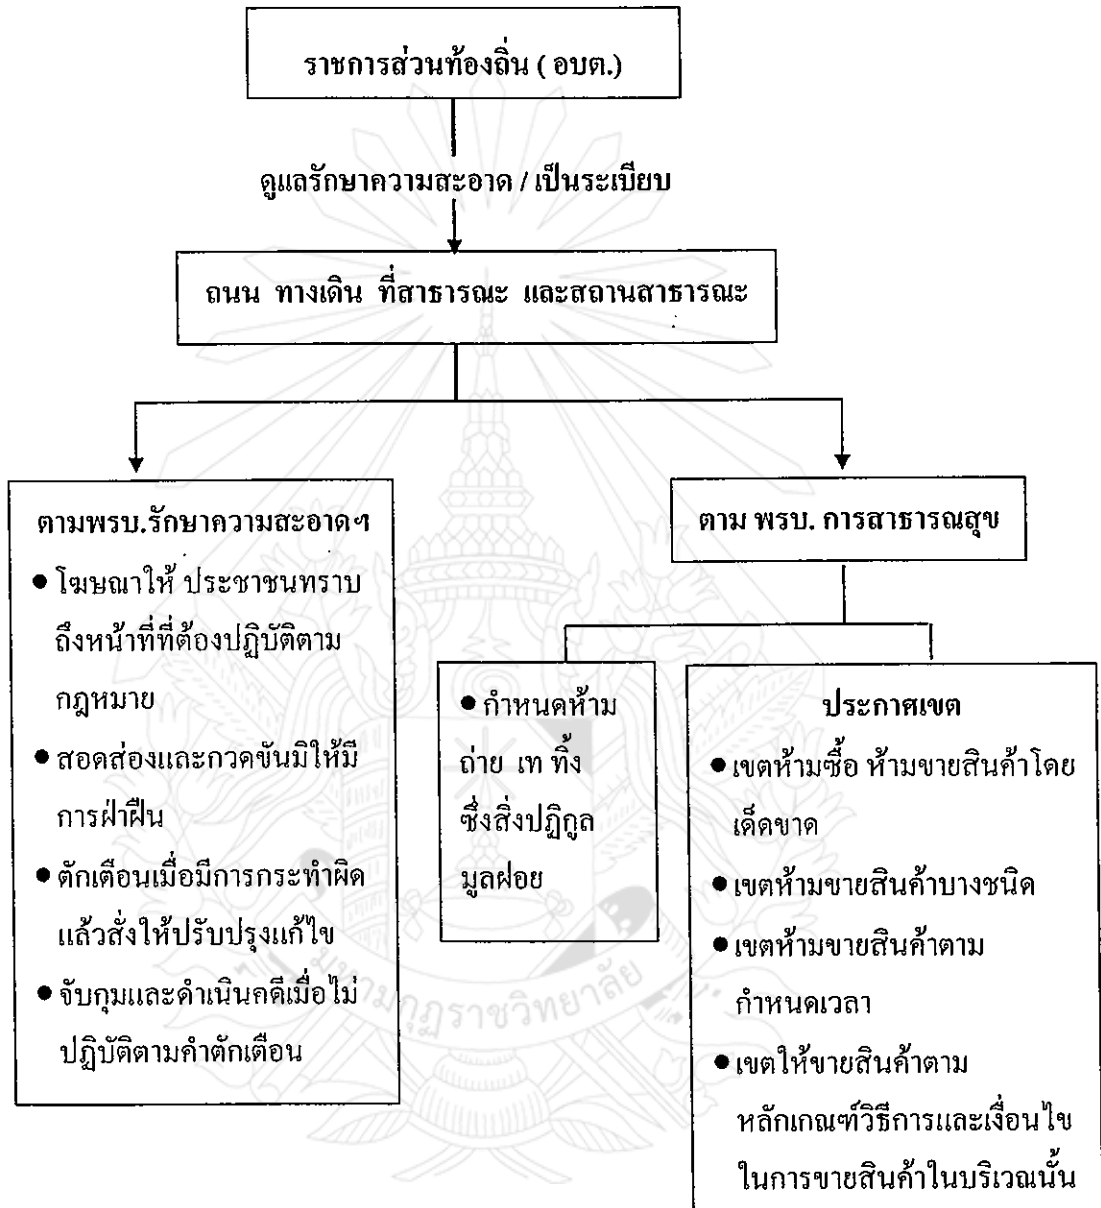 ราชการส่วนท้องถิ่น ( อบต.)
ดูแลรักษาความสะอาด / เป็นระเบียบ
ถนน ทางเดิน ที่สาธารณะ และสถานสาธารณะ
ตามพรบ.รักษาความสะอาดฯ
● โฆษณาให้ ประชาชนทราบ
ถึงหน้าที่ที่ต้องปฏิบัติตาม
กฎหมาย
● สอดส่องและกวดขันมิให้มี
การฝ่าฝืน
● ตักเตือนเมื่อมีการกระทำผิด
แล้วสั่งให้ปรับปรุงแก้ไข
● จับกุมและดำเนินคดีเมื่อไม่
ปฏิบัติตามคำตักเตือน
ตาม พรบ. การสาธารณสุข
● กำหนดห้าม
ถ่าย เท ทิ้ง
ซึ่งสิ่งปฏิกูล
มูลฝอย
ประกาศเขต
● เขตห้ามซื้อ ห้ามขายสินค้าโดย
เด็ดขาด
● เขตห้ามขายสินค้าบางชนิด
● เขตห้ามขายสินค้าตาม
กำหนดเวลา
● เขตให้ขายสินค้าตาม
หลักเกณฑ์วิธีการและเงื่อนไข
ในการขายสินค้าในบริเวณนั้น
มหามกุฏราชวิทยาลัย